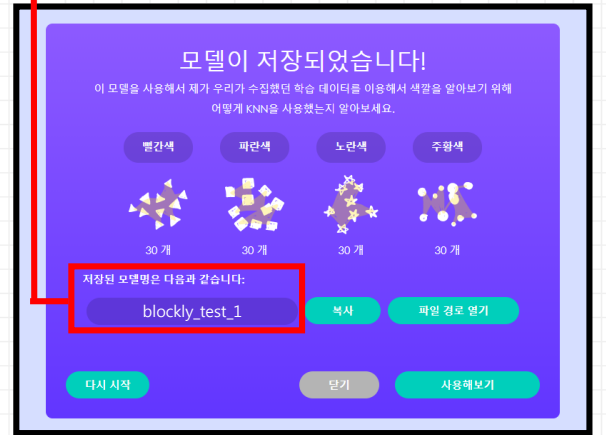 모델이 저장되었습니다!
이 모델을 사용해서 제가 우리가 수집했던 학습 데이터를 이용해서 색깔을 알아보기 위해
어떻게 KNN을 사용했는지 알아보세요.
빨간색 파란색 노란색 주황색
30 개 30 개 30 개 30 개
저장된 모델명은 다음과 같습니다:
blockly_test_1 복사 파일 경로 열기
다시 시작 닫기 사용해보기